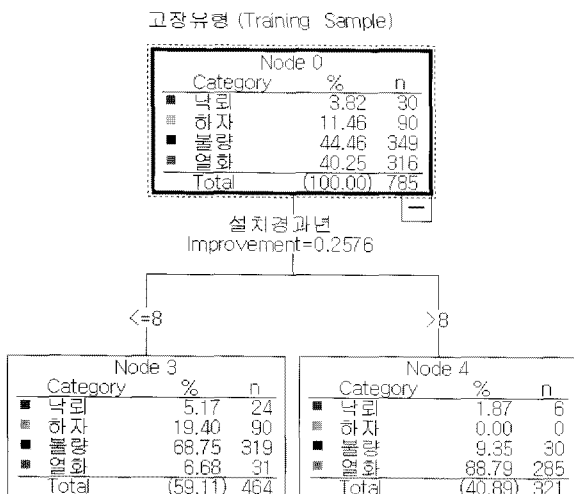 고장유형 (Training Sample)
Node 0
Category % n
낙뢰 3.82 30
하자 11.46 90
불량 44.46 349
열화 40.25 316
Total (100.00) 785
설치경과년
Improvement=0.2576
<=8
>8
Node 3
Category % n
낙뢰 5.17 24
하자 19.40 90
불량 68.75 319
열화 6.68 31
Total (59.11) 464
Node 4
Category % n
낙뢰 1.87 6
하자 0.00 0
불량 9.35 30
열화 88.79 285
Total (40.89) 321